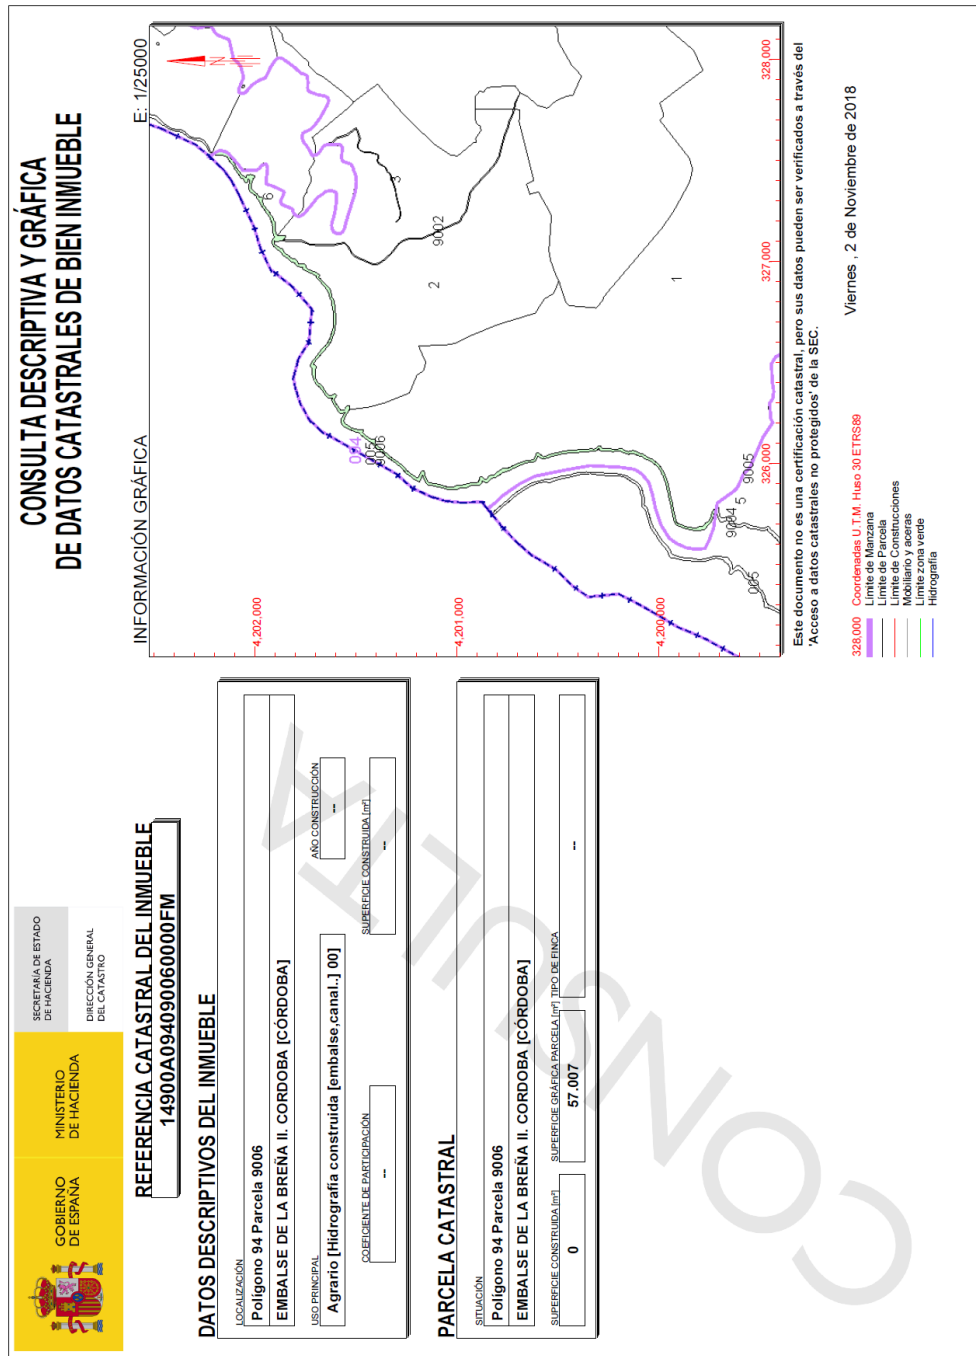 GOBIERNO
DE ESPAÑA
MINISTERIO
DE HACIENDA
SECRETARÍA DE ESTADO
DE HACIENDA
DIRECCIÓN GENERAL
DEL CATASTRO
CONSULTA DESCRIPTIVA Y GRÁFICA
DE DATOS CATASTRALES DE BIEN INMUEBLE
REFERENCIA CATASTRAL DEL INMUEBLE
14900A094090060000FM
DATOS DESCRIPTIVOS DEL INMUEBLE
LOCALIZACIÓN
Polígono 94 Parcela 9006
EMBALSE DE LA BREÑA II. CORDOBA [CÓRDOBA]
USO PRINCIPAL
AÑO CONSTRUCCIÓN
Agrario [Hidrografía construida [embalse,canal..] 00]
--
COEFICIENTE DE PARTICIPACIÓN
SUPERFICIE CONSTRUIDA [m²]
--
--
PARCELA CATASTRAL
SITUACIÓN
Polígono 94 Parcela 9006
EMBALSE DE LA BREÑA II. CORDOBA [CÓRDOBA]
SUPERFICIE CONSTRUIDA [m²]
SUPERFICIE GRÁFICA PARCELA [m²]
TIPO DE FINCA
0
57.007
--
CONSULTA
INFORMACIÓN GRÁFICA
E: 1/25000
N
4,202,000
4,201,000
4,200,000
326,000
327,000
328,000
6
3
9002
2
1
094
005
9006
9005
5
9004
005
Este documento no es una certificación catastral, pero sus datos pueden ser verificados a través del
'Acceso a datos catastrales no protegidos' de la SEC.
328,000 Coordenadas U.T.M. Huso 30 ETRS89
Límite de Manzana
Límite de Parcela
Límite de Construcciones
Mobiliario y aceras
Límite zona verde
Hidrografía
Viernes , 2 de Noviembre de 2018